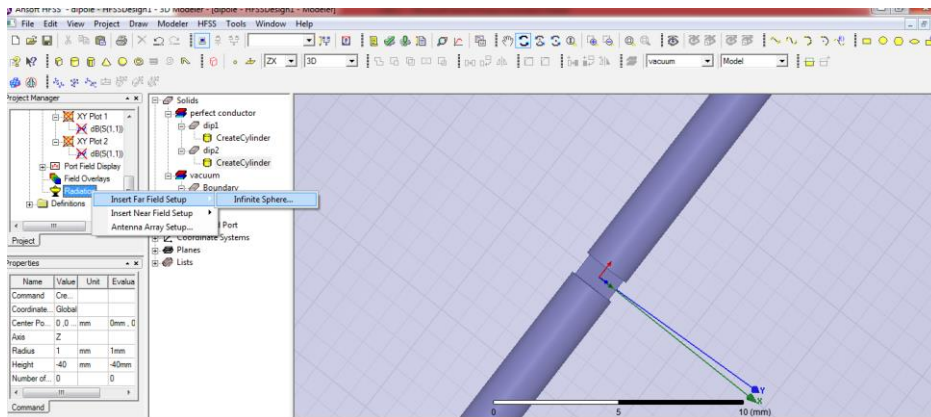 Ansoft HFSS - dipole - HFSSDesign1 - 3D Modeler - [dipole - HFSSDesign1 - Modeler]
File Edit View Project Draw Modeler HFSS Tools Window Help
ZX
3D
vacuum
Model
Project Manager
XY Plot 1
dB(S(1,1))
XY Plot 2
dB(S(1,1))
Port Field Display
Field Overlays
Radiation
Definitions
Project
Insert Far Field Setup
Insert Near Field Setup
Antenna Array Setup...
Infinite Sphere...
Solids
perfect conductor
dip1
CreateCylinder
dip2
CreateCylinder
vacuum
Boundary
Port
Coordinate Systems
Planes
Lists
Properties
Name Value Unit Evalua
Command Cre...
Coordinate... Global
Center Po... 0 ,0 ... mm 0mm , 0
Axis Z
Radius 1 mm 1mm
Height -40 mm -40mm
Number of... 0 0
Command
Y
X
0 5 10 (mm)